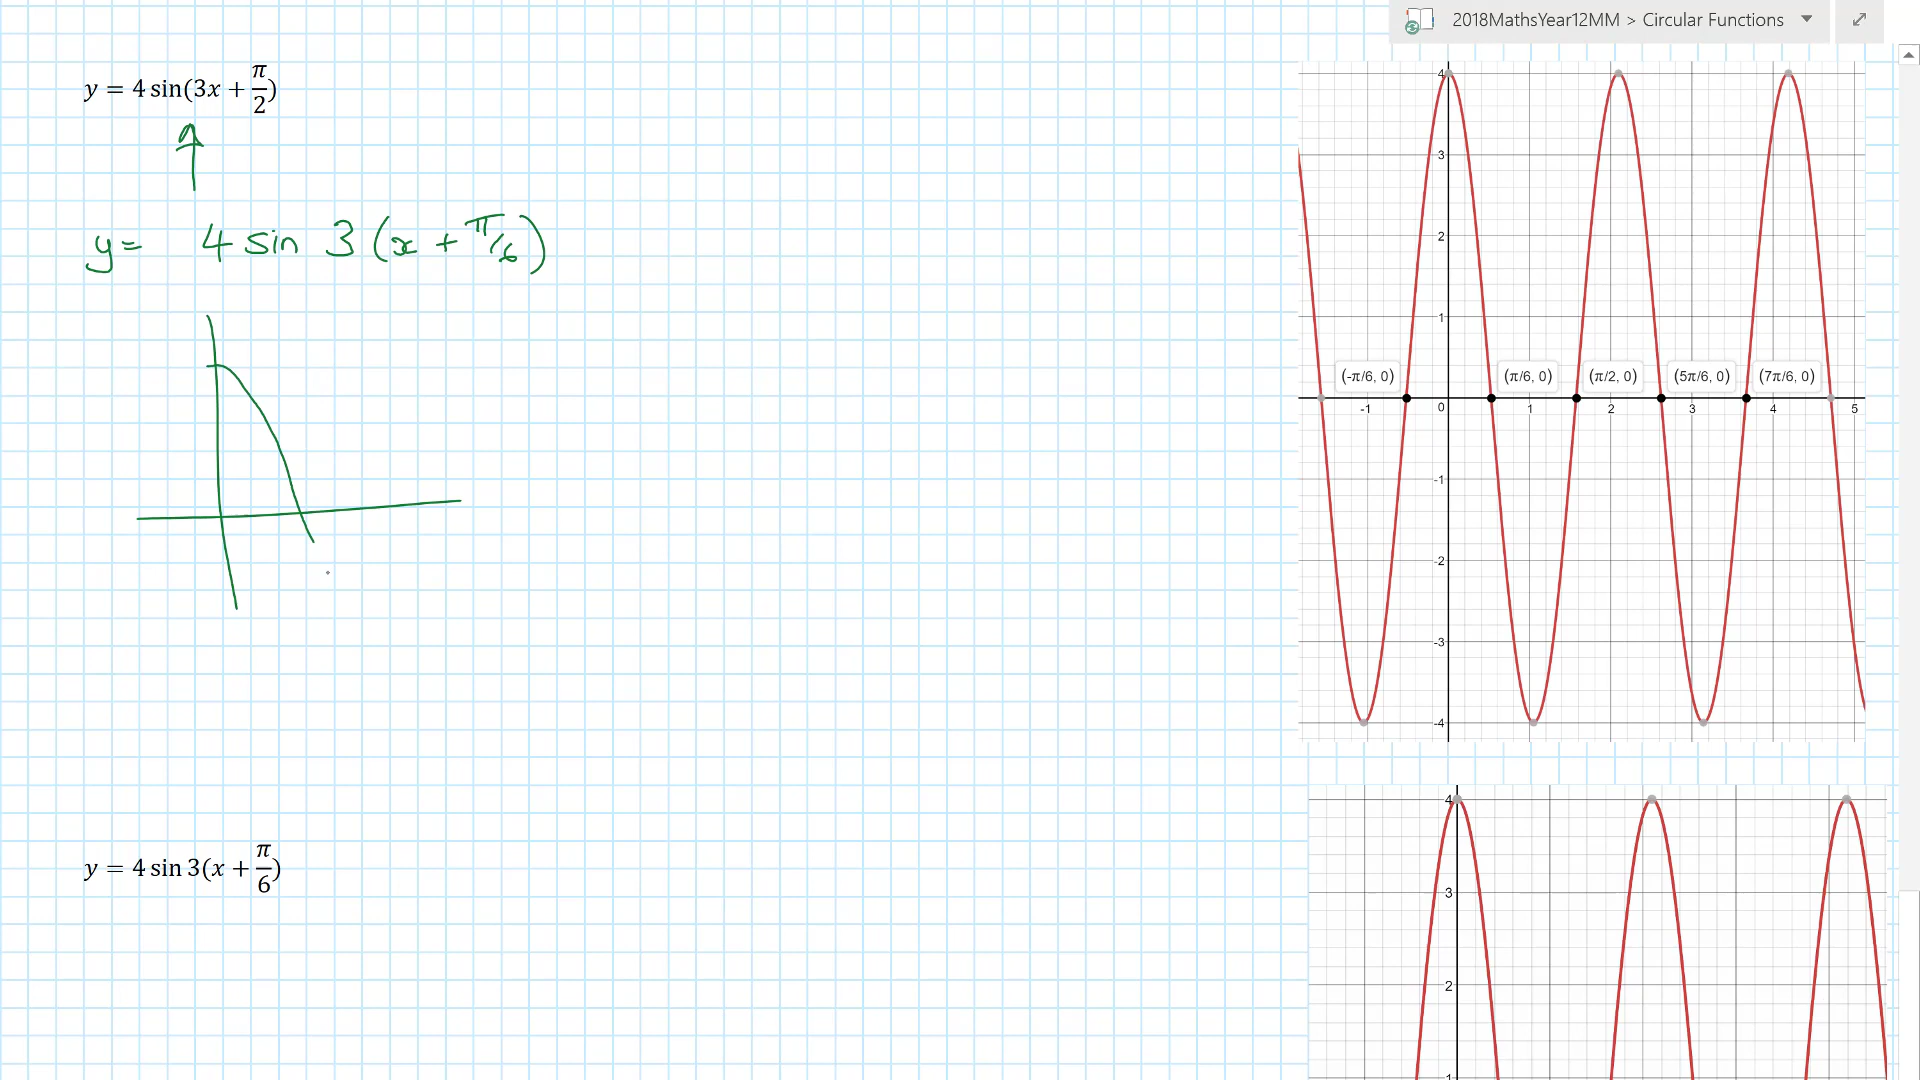 2018MathsYear12MM > Circular Functions
y = 4 sin(3x + π/2)
y = 4 sin 3 (x + π/6)
4
3
2
1
(-π/6, 0) (π/6, 0) (π/2, 0) (5π/6, 0) (7π/6, 0)
-1 0 1 2 3 4 5
-1
-2
-3
-4
y = 4 sin 3(x + π/6)
4
3
2
1